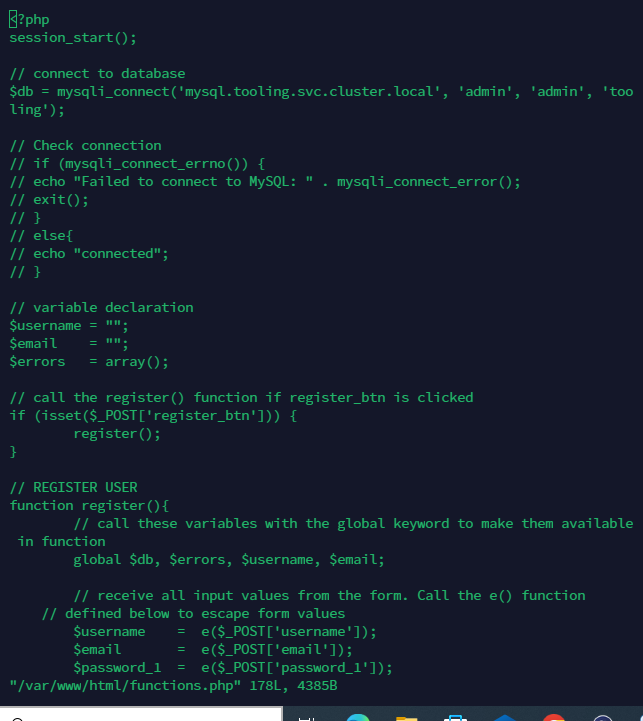 <?php
session_start();

// connect to database
$db = mysqli_connect('mysql.tooling.svc.cluster.local', 'admin', 'admin', 'too
ling');

// Check connection
// if (mysqli_connect_errno()) {
// echo "Failed to connect to MySQL: " . mysqli_connect_error();
// exit();
// }
// else{
// echo "connected";
// }

// variable declaration
$username = "";
$email    = "";
$errors   = array();

// call the register() function if register_btn is clicked
if (isset($_POST['register_btn'])) {
        register();
}

// REGISTER USER
function register(){
        // call these variables with the global keyword to make them available
 in function
        global $db, $errors, $username, $email;

        // receive all input values from the form. Call the e() function
    // defined below to escape form values
        $username    =  e($_POST['username']);
        $email       =  e($_POST['email']);
        $password_1  =  e($_POST['password_1']);
"/var/www/html/functions.php" 178L, 4385B